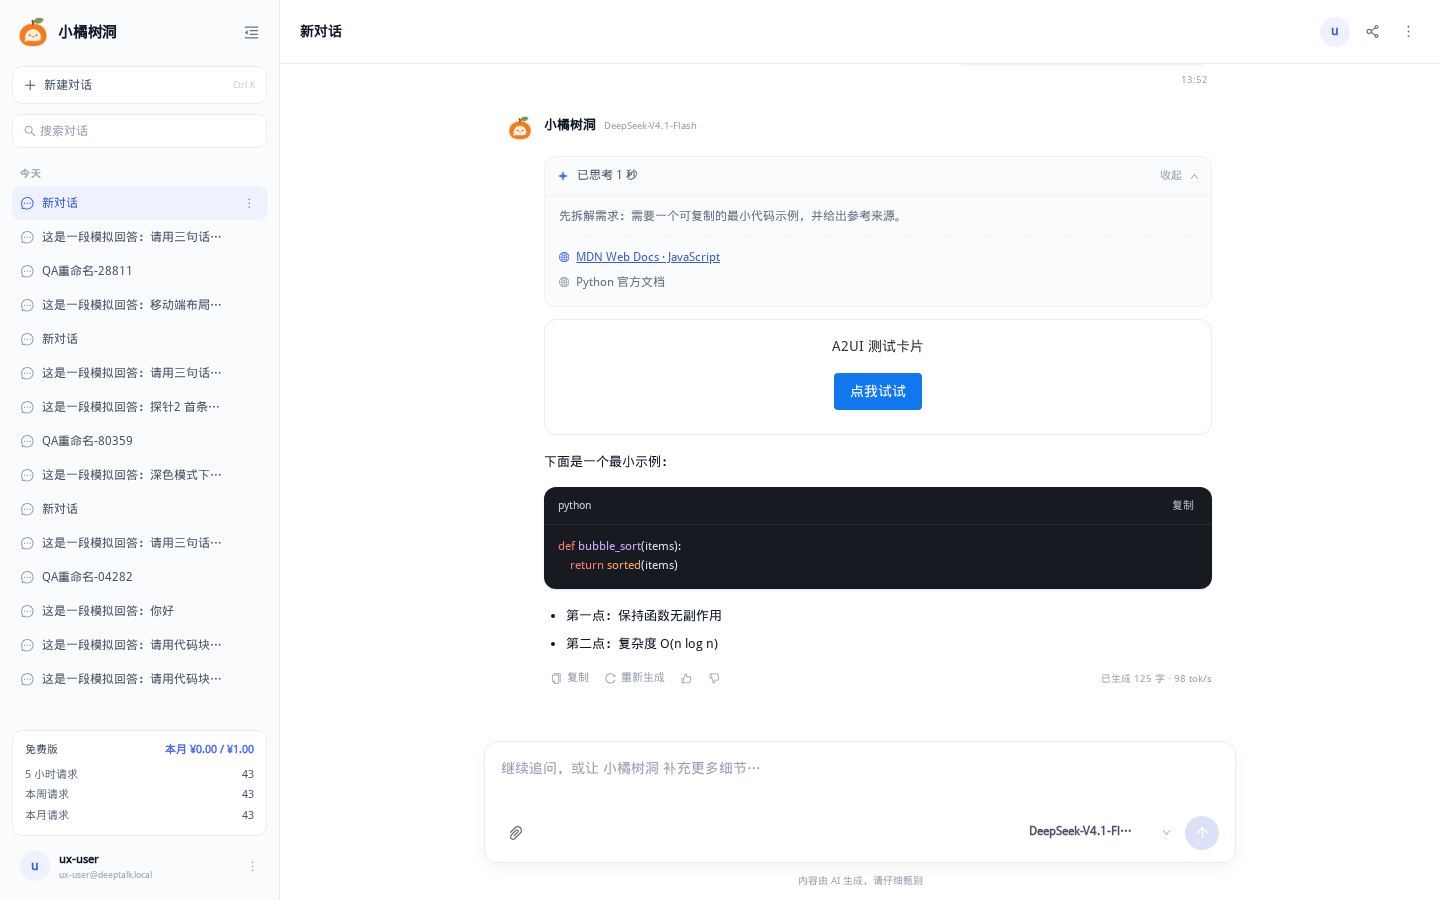 小橘树洞
新建对话
Ctrl K
搜索对话
今天
新对话
这是一段模拟回答：请用三句话…
QA重命名-28811
这是一段模拟回答：移动端布局…
新对话
这是一段模拟回答：请用三句话…
这是一段模拟回答：探针2 首条…
QA重命名-80359
这是一段模拟回答：深色模式下…
新对话
这是一段模拟回答：请用三句话…
QA重命名-04282
这是一段模拟回答：你好
这是一段模拟回答：请用代码块…
这是一段模拟回答：请用代码块…
免费版 本月 ¥0.00 / ¥1.00
5 小时请求 43
本周请求 43
本月请求 43
u
ux-user
ux-user@deeptalk.local
新对话
u
13:52
小橘树洞 DeepSeek-V4.1-Flash
已思考 1 秒 收起
先拆解需求：需要一个可复制的最小代码示例，并给出参考来源。
MDN Web Docs · JavaScript
Python 官方文档
A2UI 测试卡片
点我试试
下面是一个最小示例：
python 复制
def bubble_sort(items):
return sorted(items)
• 第一点：保持函数无副作用
• 第二点：复杂度 O(n log n)
复制 重新生成 已生成 125 字 · 98 tok/s
继续追问，或让 小橘树洞 补充更多细节…
DeepSeek-V4.1-Fl…
内容由 AI 生成，请仔细甄别